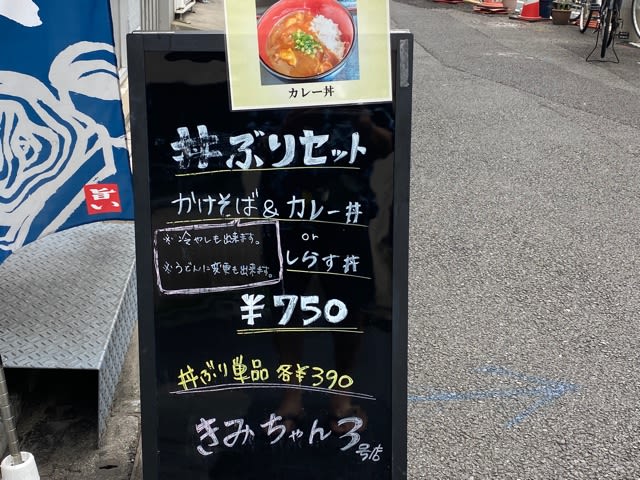 カレー丼
丼ぶりセット
かけそば&カレー丼
or
しらす丼
※冷やしも出来ます。
※うどんに変更も出来ます。
¥750
丼ぶり単品 各¥390
きみちゃん3号店
旨い